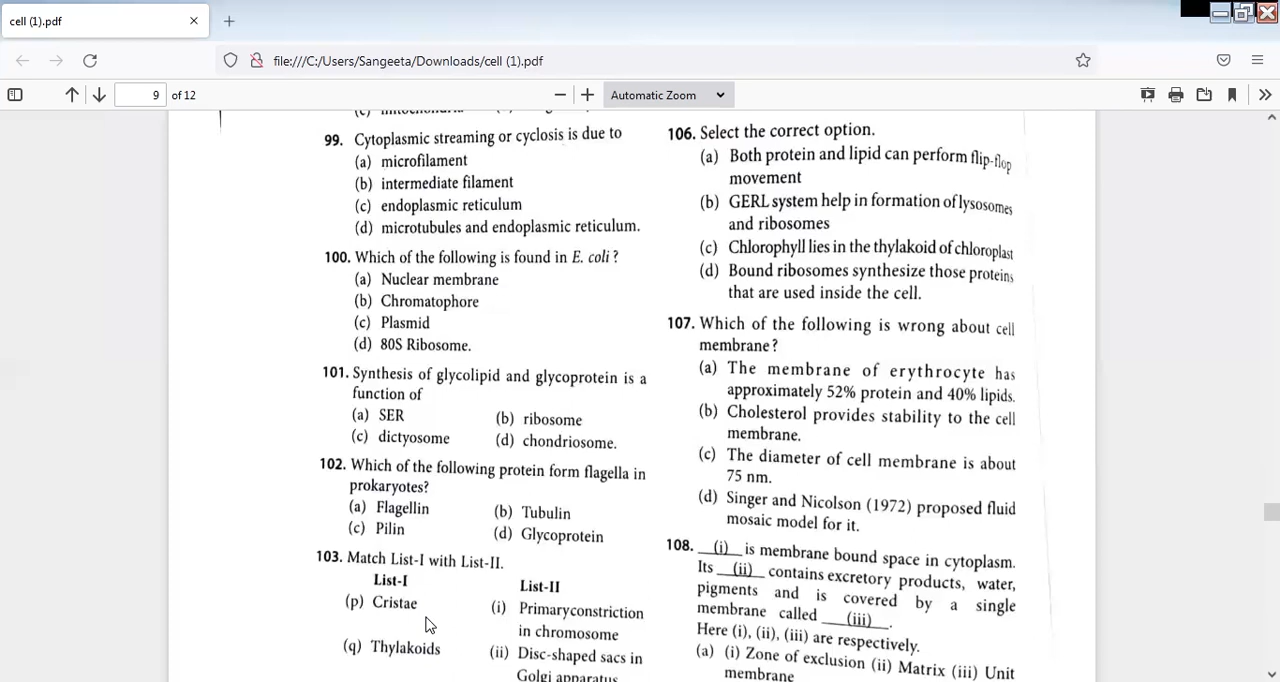 cell (1).pdf
file:///C:/Users/Sangeeta/Downloads/cell (1).pdf
9 of 12
Automatic Zoom
99. Cytoplasmic streaming or cyclosis is due to
(a) microfilament
(b) intermediate filament
(c) endoplasmic reticulum
(d) microtubules and endoplasmic reticulum.
100. Which of the following is found in E. coli ?
(a) Nuclear membrane
(b) Chromatophore
(c) Plasmid
(d) 80S Ribosome.
101. Synthesis of glycolipid and glycoprotein is a
function of
(a) SER (b) ribosome
(c) dictyosome (d) chondriosome.
102. Which of the following protein form flagella in
prokaryotes?
(a) Flagellin (b) Tubulin
(c) Pilin (d) Glycoprotein
103. Match List-I with List-II.
List-I List-II
(p) Cristae (i) Primary constriction
in chromosome
(q) Thylakoids (ii) Disc-shaped sacs in
Golgi apparatus
106. Select the correct option.
(a) Both protein and lipid can perform flip-flop
movement
(b) GERL system help in formation of lysosomes
and ribosomes
(c) Chlorophyll lies in the thylakoid of chloroplast
(d) Bound ribosomes synthesize those proteins
that are used inside the cell.
107. Which of the following is wrong about cell
membrane?
(a) The membrane of erythrocyte has
approximately 52% protein and 40% lipids.
(b) Cholesterol provides stability to the cell
membrane.
(c) The diameter of cell membrane is about
75 nm.
(d) Singer and Nicolson (1972) proposed fluid
mosaic model for it.
108. __(i)__ is membrane bound space in cytoplasm.
Its __(ii)__ contains excretory products, water,
pigments and is covered by a single
membrane called __(iii)__.
Here (i), (ii), (iii) are respectively.
(a) (i) Zone of exclusion (ii) Matrix (iii) Unit
membrane